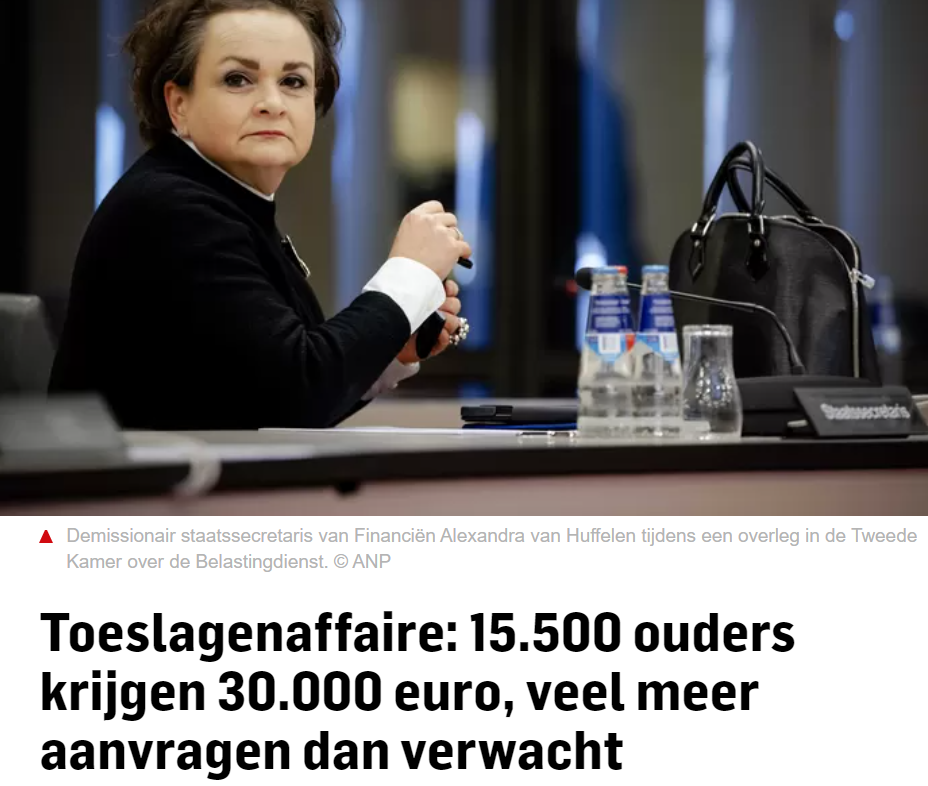 Staatssecretaris
Demissionair staatssecretaris van Financiën Alexandra van Huffelen tijdens een overleg in de Tweede
Kamer over de Belastingdienst. © ANP
Toeslagenaffaire: 15.500 ouders
krijgen 30.000 euro, veel meer
aanvragen dan verwacht